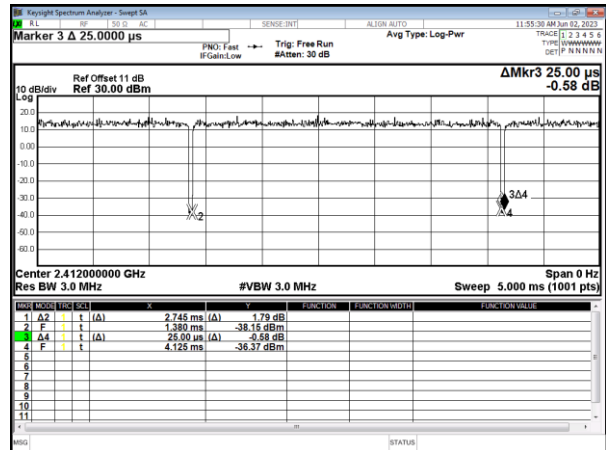 Keysight Spectrum Analyzer - Swept SA
RL RF 50 Ω AC SENSE:INT ALIGN AUTO 11:55:30 AM Jun 02, 2023
Marker 3 Δ 25.0000 µs
PNO: Fast
IFGain:Low
Trig: Free Run
#Atten: 30 dB
Avg Type: Log-Pwr
TRACE 1 2 3 4 5 6
TYPE WWWWWW
DET P N N N N N
ΔMkr3 25.00 µs
-0.58 dB
Ref Offset 11 dB
10 dB/div Ref 30.00 dBm
Log
20.0
10.0
0.00
-10.0
-20.0
-30.0
3Δ4
-40.0
2
4
-50.0
-60.0
Center 2.412000000 GHz Span 0 Hz
Res BW 3.0 MHz #VBW 3.0 MHz Sweep 5.000 ms (1001 pts)
MKR MODE TRC SCL X Y FUNCTION FUNCTION WIDTH FUNCTION VALUE
1 Δ2 1 t (Δ) 2.745 ms (Δ) 1.79 dB
2 F 1 t 1.380 ms -38.15 dBm
3 Δ4 1 t (Δ) 25.00 µs (Δ) -0.58 dB
4 F 1 t 4.125 ms -36.37 dBm
5
6
7
8
9
10
11
MSG STATUS